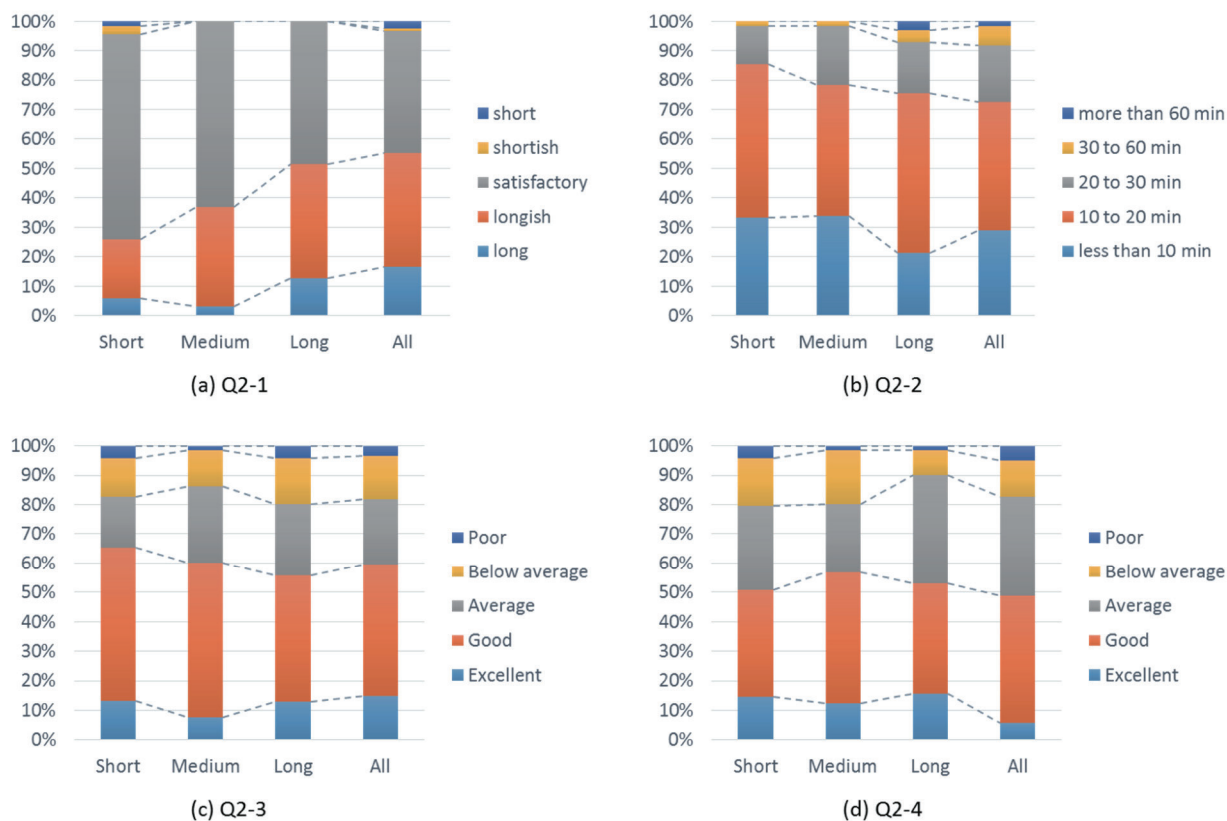 100%
90%
80%
70%
60%
50%
40%
30%
20%
10%
0%
short
shortish
satisfactory
longish
long
Short Medium Long All
(a) Q2-1
100%
90%
80%
70%
60%
50%
40%
30%
20%
10%
0%
more than 60 min
30 to 60 min
20 to 30 min
10 to 20 min
less than 10 min
Short Medium Long All
(b) Q2-2
100%
90%
80%
70%
60%
50%
40%
30%
20%
10%
0%
Poor
Below average
Average
Good
Excellent
Short Medium Long All
(c) Q2-3
100%
90%
80%
70%
60%
50%
40%
30%
20%
10%
0%
Poor
Below average
Average
Good
Excellent
Short Medium Long All
(d) Q2-4